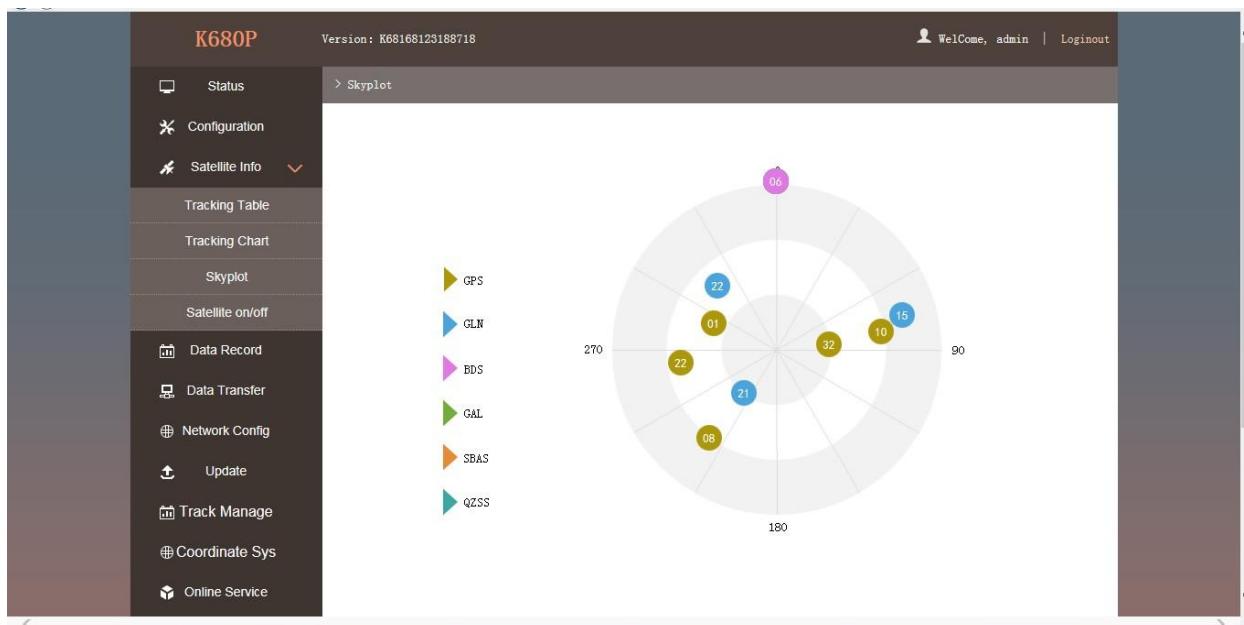 K680P
Version: K68168123188718
WelCome, admin | Loginout
Status
> Skyplot
Configuration
Satellite Info
Tracking Table
Tracking Chart
Skyplot
Satellite on/off
Data Record
Data Transfer
Network Config
Update
Track Manage
Coordinate Sys
Online Service
GPS
GLN
BDS
GAL
SBAS
QZSS
06
22
15
01
10
32
270
90
22
21
08
180